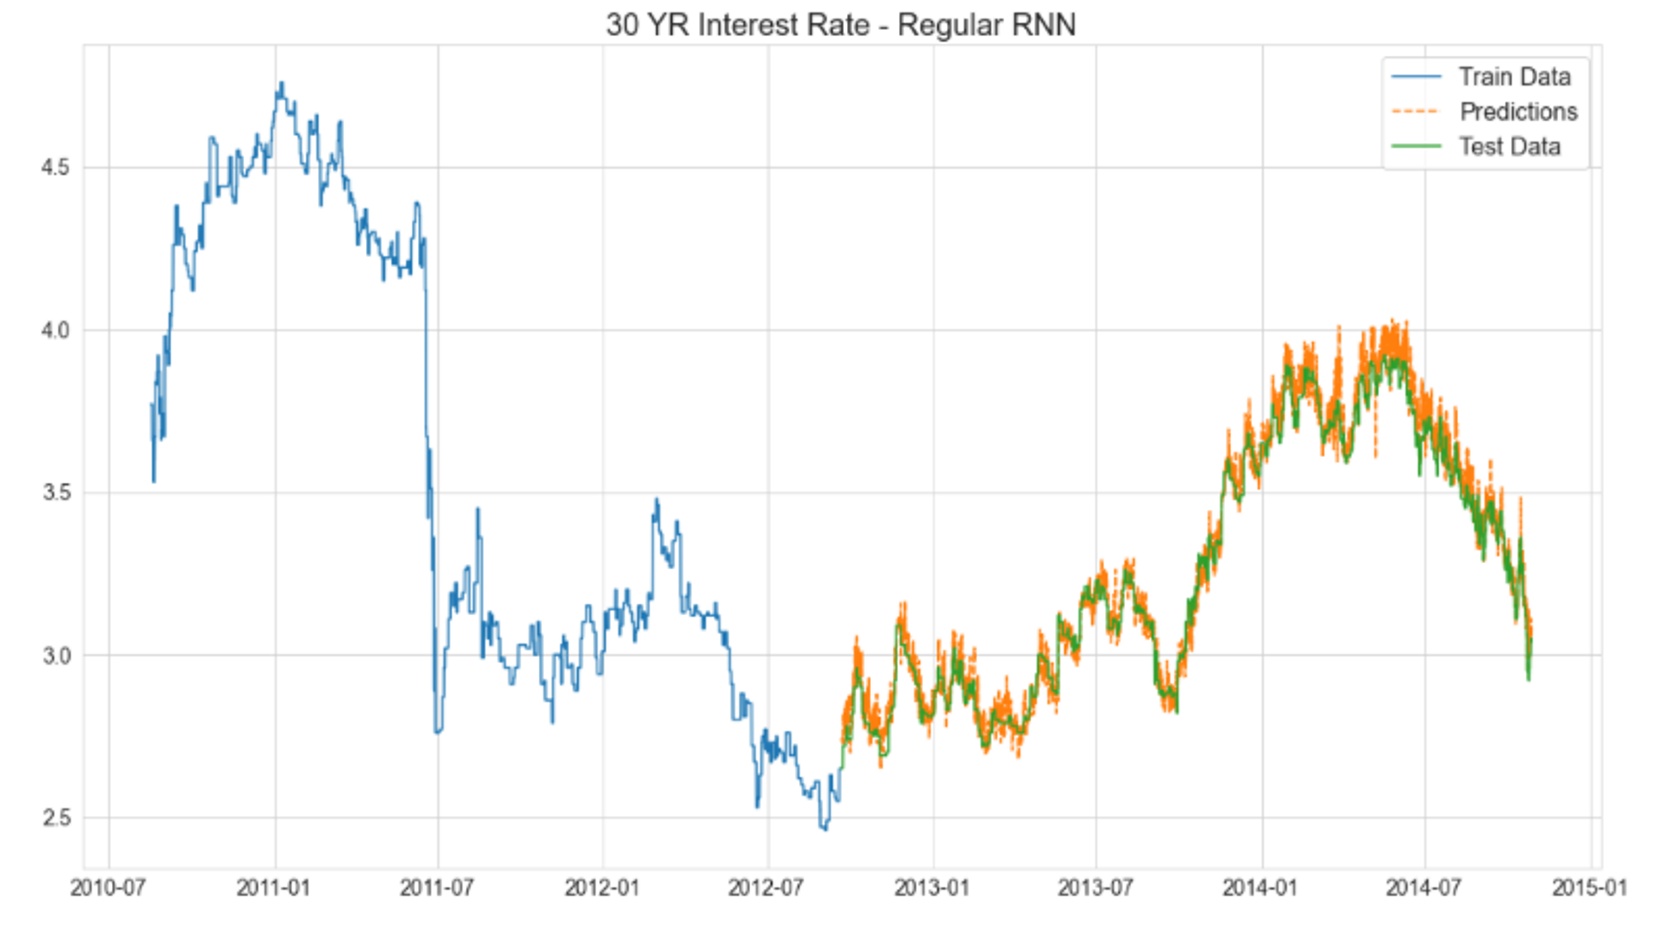 30 YR Interest Rate - Regular RNN
Train Data
Predictions
Test Data
4.5
4.0
3.5
3.0
2.5
2010-07 2011-01 2011-07 2012-01 2012-07 2013-01 2013-07 2014-01 2014-07 2015-01